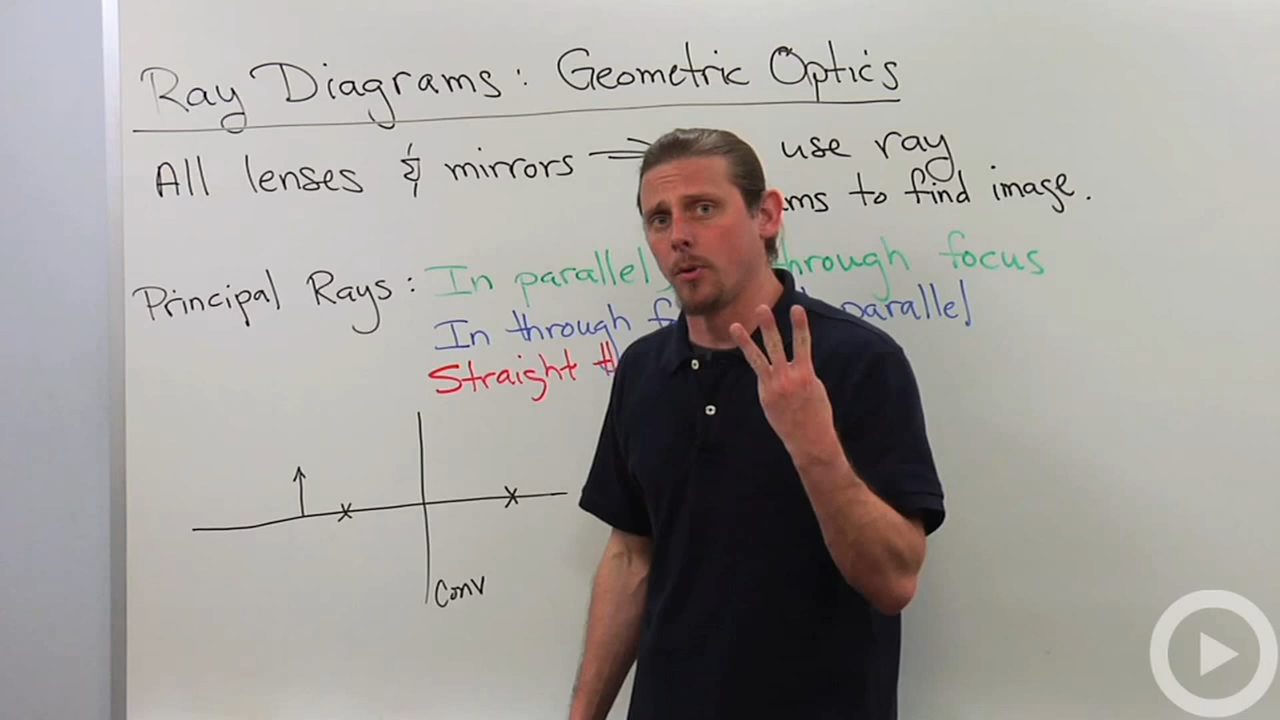 Ray Diagrams: Geometric Optics
All lenses & mirrors ⇒ use ray
ms to find image.
Principal Rays: In parallel, through focus
In through f parallel
Straight
Conv